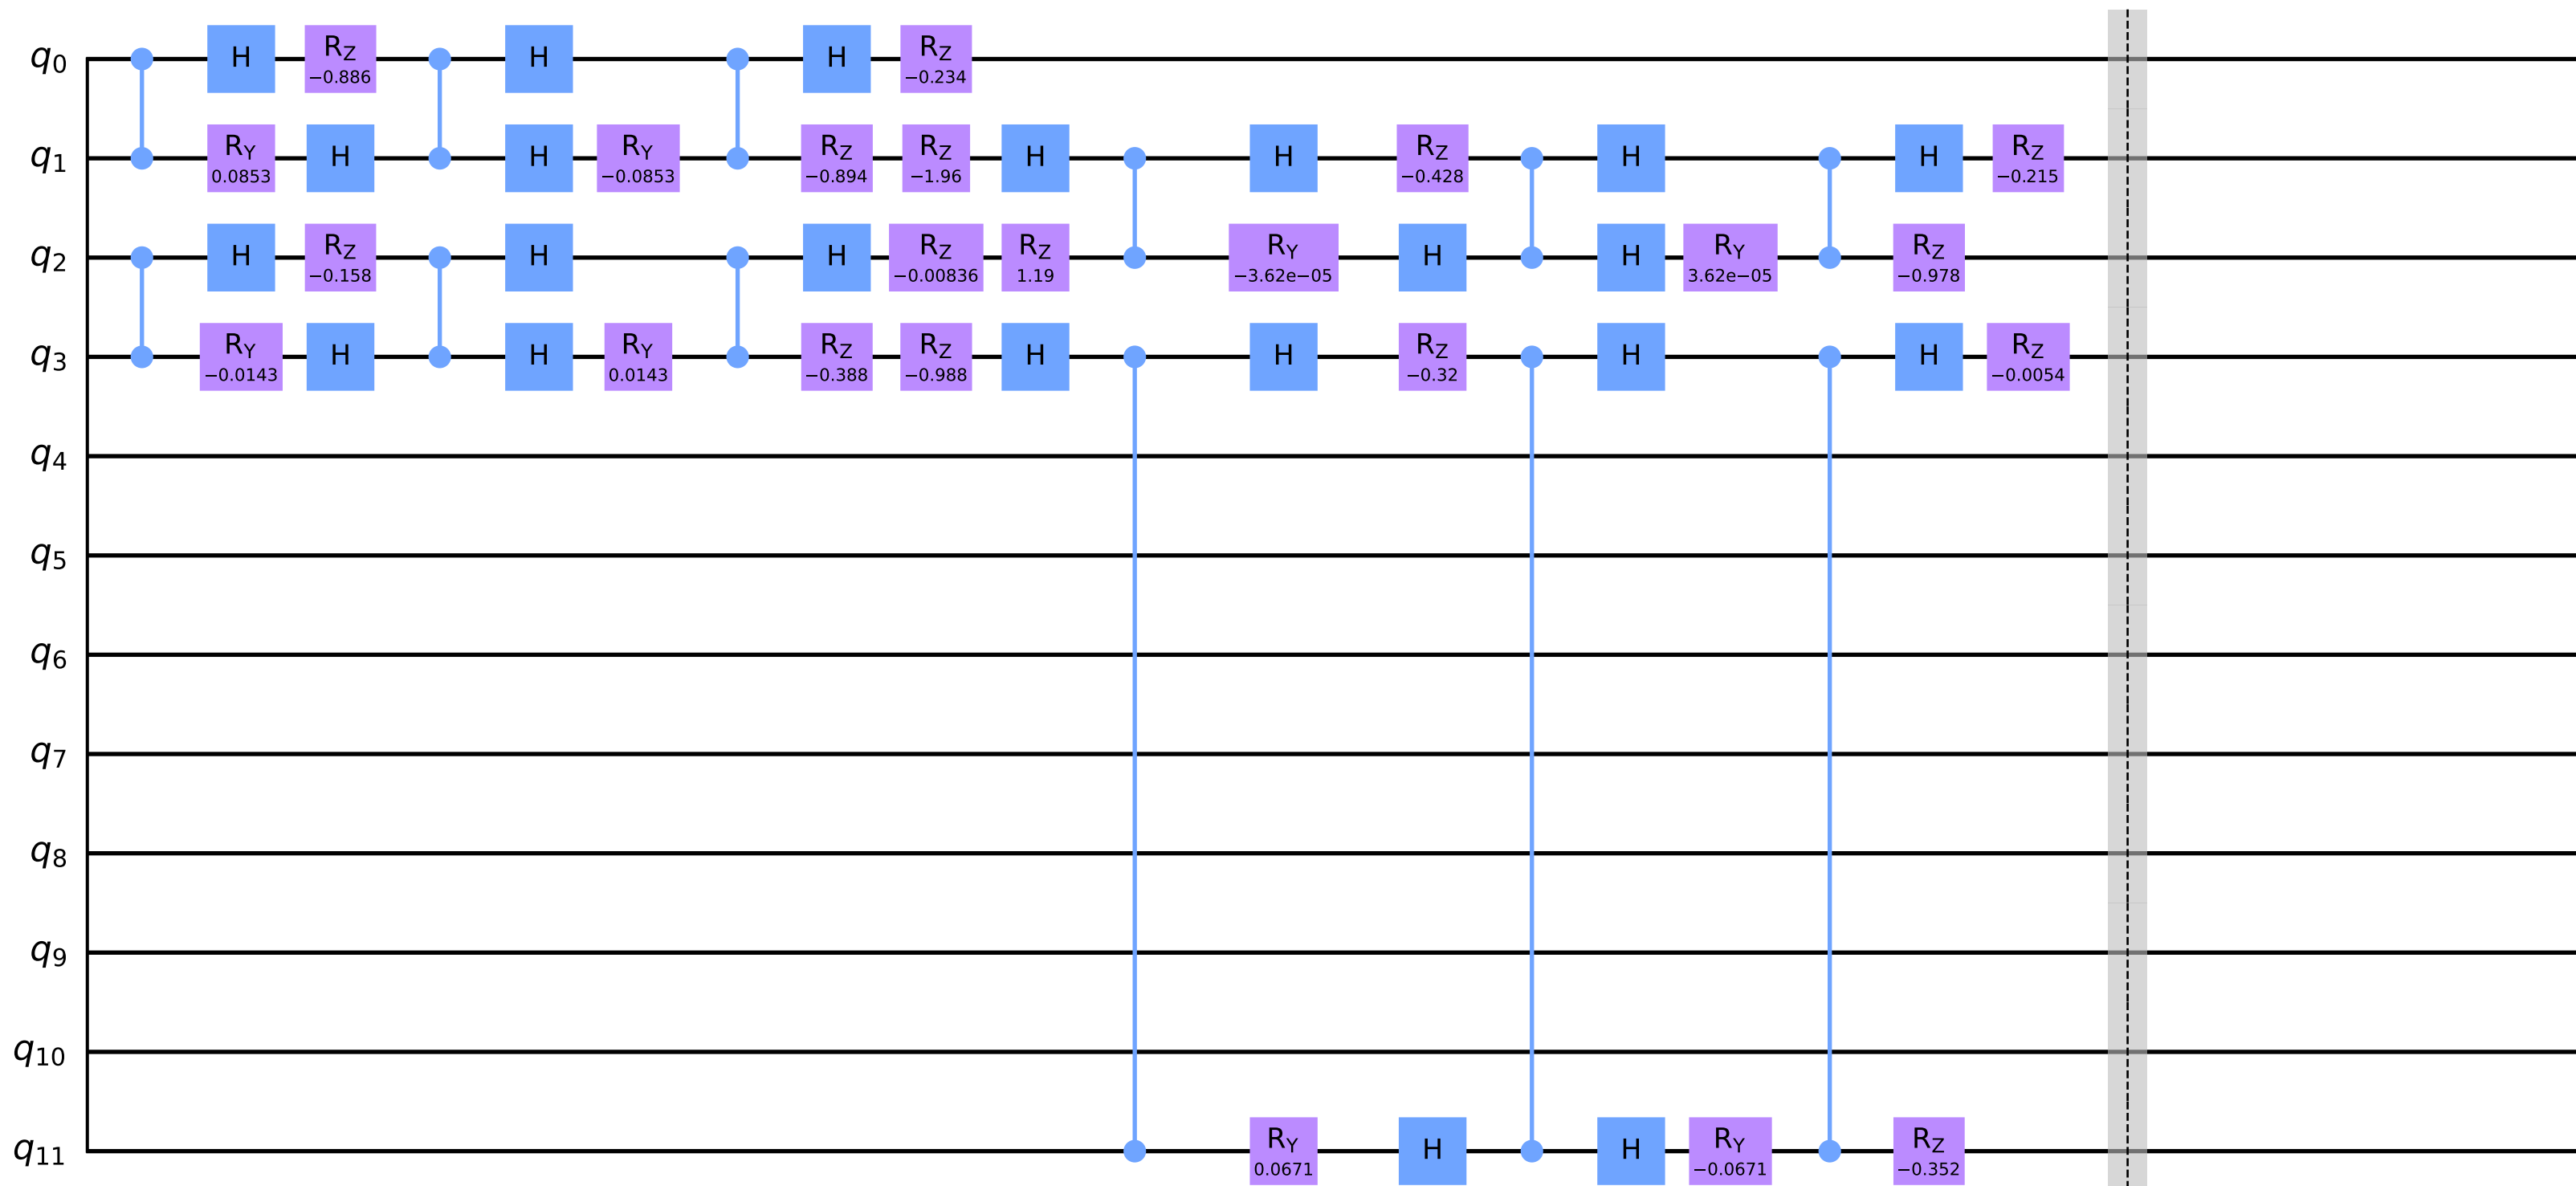 q0 H RZ −0.886 H H RZ −0.234
q1 RY 0.0853 H H RY −0.0853 RZ −0.894 RZ −1.96 H H RZ −0.428 H H RZ −0.215
q2 H RZ −0.158 H H RZ −0.00836 RZ 1.19 RY −3.62e−05 H H RY 3.62e−05 RZ −0.978
q3 RY −0.0143 H H RY 0.0143 RZ −0.388 RZ −0.988 H H RZ −0.32 H H RZ −0.0054
q4
q5
q6
q7
q8
q9
q10
q11 RY 0.0671 H H RY −0.0671 RZ −0.352